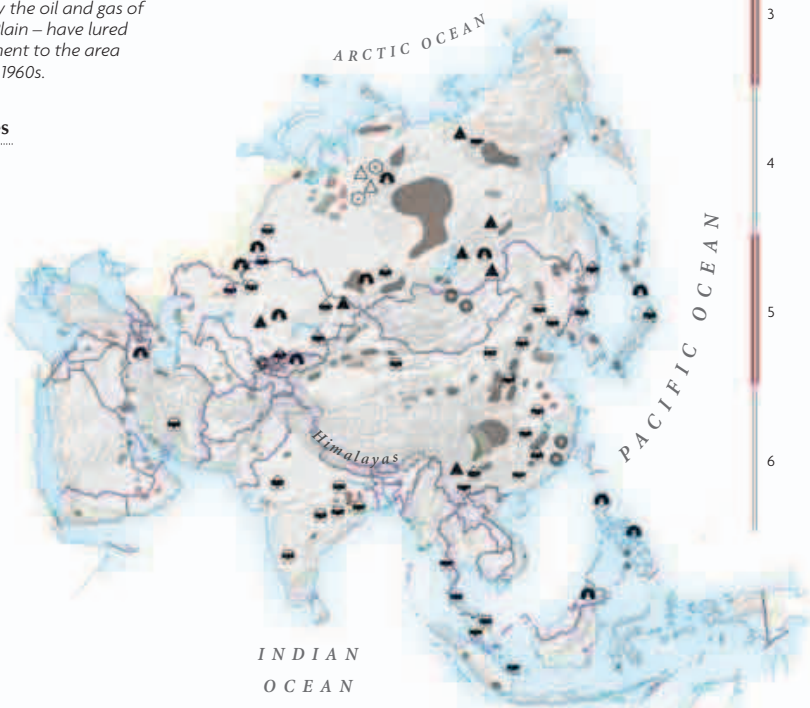 y the oil and gas of
lain – have lured
nent to the area
1960s.
s
ARCTIC OCEAN
3
4
PACIFIC OCEAN
5
Himalayas
6
INDIAN
OCEAN